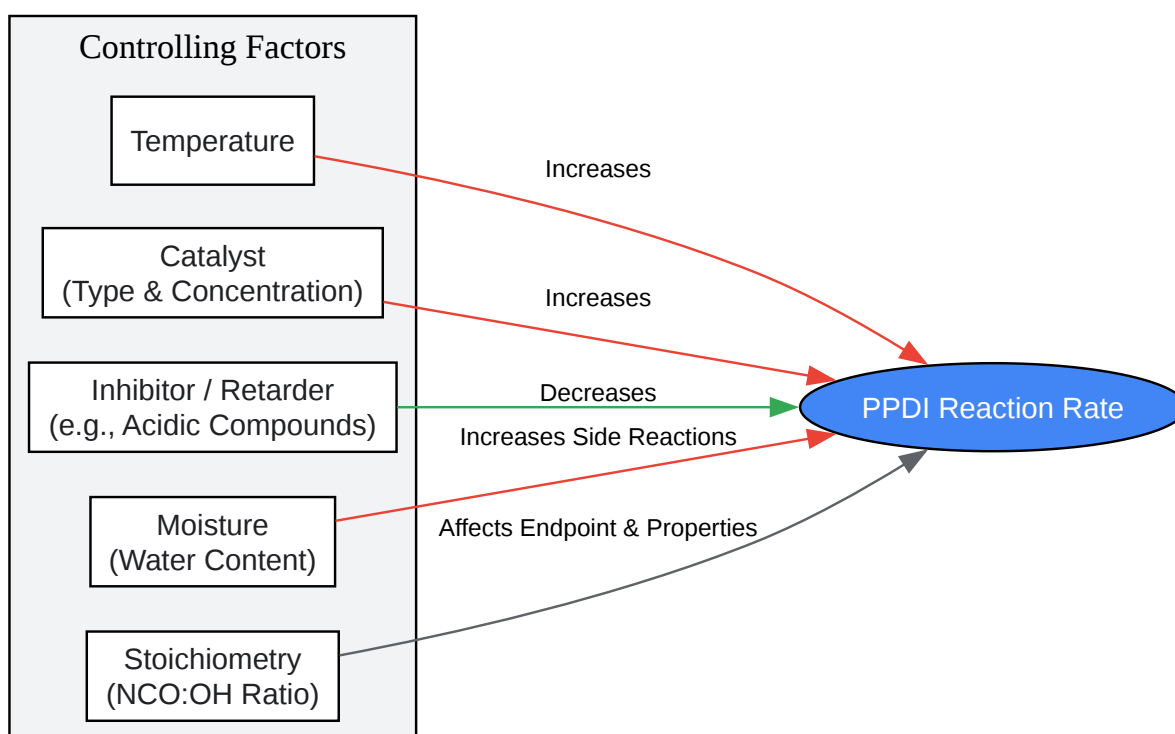 Controlling Factors
Temperature
Increases
Catalyst
(Type & Concentration)
Increases
Inhibitor / Retarder
(e.g., Acidic Compounds)
Decreases
PPDI Reaction Rate
Increases Side Reactions
Moisture
(Water Content)
Affects Endpoint & Properties
Stoichiometry
(NCO:OH Ratio)